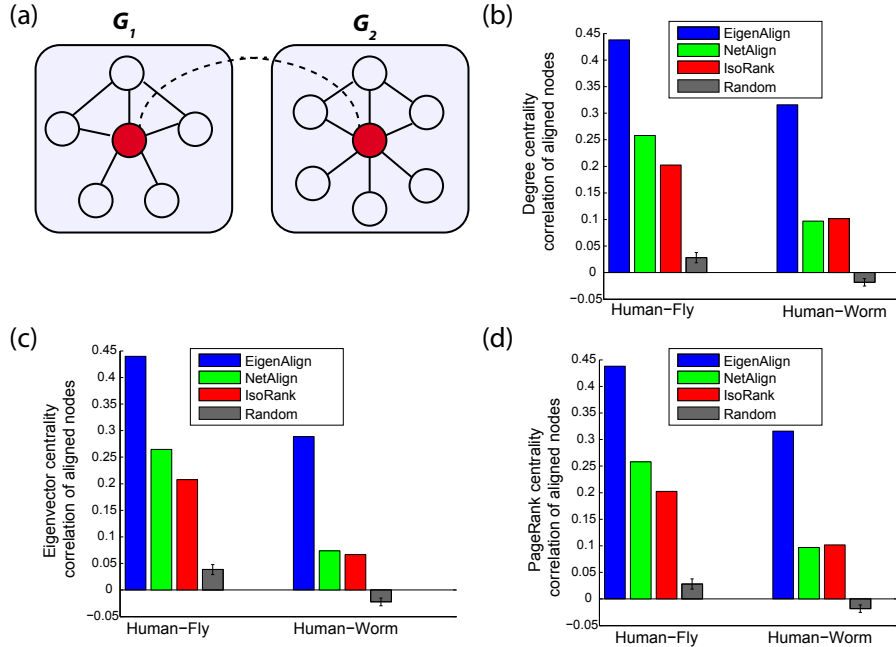 (a)
G1
G2
(b)
0.45
0.4
0.35
0.3
0.25
0.2
0.15
0.1
0.05
0
−0.05
Degree centrality
correlation of aligned nodes
EigenAlign
NetAlign
IsoRank
Random
Human−Fly
Human−Worm
(c)
0.45
0.4
0.35
0.3
0.25
0.2
0.15
0.1
0.05
0
−0.05
Eigenvector centrality
correlation of aligned nodes
EigenAlign
NetAlign
IsoRank
Random
Human−Fly
Human−Worm
(d)
0.45
0.4
0.35
0.3
0.25
0.2
0.15
0.1
0.05
0
−0.05
PageRank centrality
correlation of aligned nodes
EigenAlign
NetAlign
IsoRank
Random
Human−Fly
Human−Worm